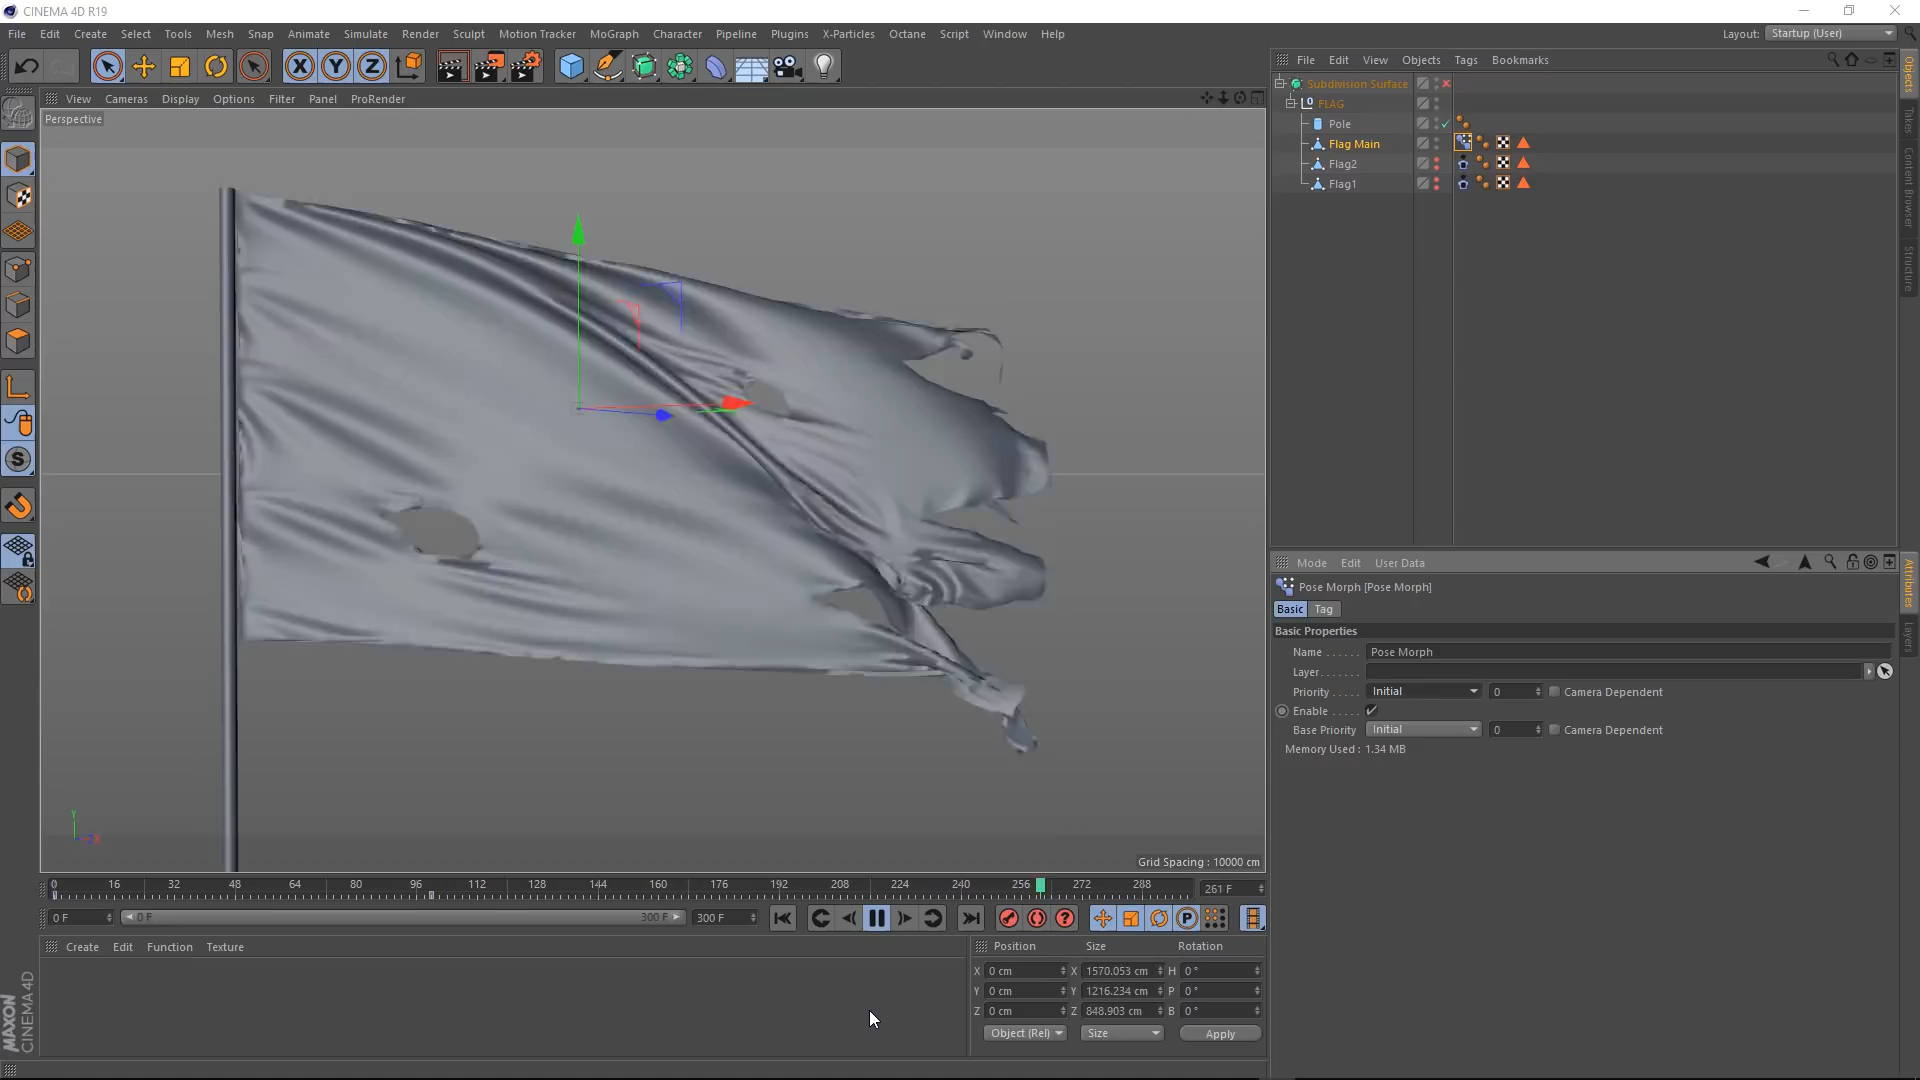 CINEMA 4D R19
File Edit Create Select Tools Mesh Snap Animate Simulate Render Sculpt Motion Tracker MoGraph Character Pipeline Plugins X-Particles Octane Script Window Help
Layout: Startup (User)
X Y Z
View Cameras Display Options Filter Panel ProRender
Perspective
File Edit View Objects Tags Bookmarks
Subdivision Surface
FLAG
Pole
Flag Main
Flag2
Flag1
Objects
Takes
Content Browser
Structure
S
Mode Edit User Data
Pose Morph [Pose Morph]
Basic Tag
Basic Properties
Name . . . . . . Pose Morph
Layer . . . . . . .
Priority . . . . . Initial 0 Camera Dependent
Enable . . . . .
Base Priority Initial 0 Camera Dependent
Memory Used : 1.34 MB
Attributes
Layers
Y
Grid Spacing : 10000 cm
0 16 32 48 64 80 96 112 128 144 160 176 192 208 224 240 256 272 288 261 F
0 F 0 F 300 F 300 F
P
Create Edit Function Texture
Position Size Rotation
X 0 cm X 1570.053 cm H 0 °
Y 0 cm Y 1216.234 cm P 0 °
Z 0 cm Z 848.903 cm B 0 °
Object (Rel) Size Apply
MAXON
CINEMA 4D